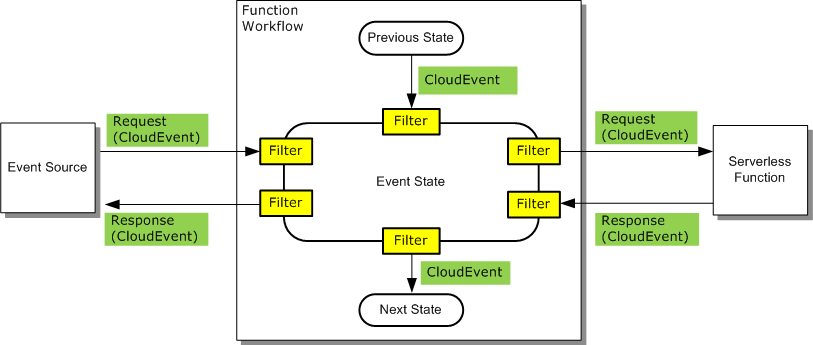 Function
Workflow
Previous State
CloudEvent
Request
(CloudEvent)
Filter
Request
(CloudEvent)
Filter
Filter
Event Source
Event State
Serverless
Function
Filter
Filter
Response
(CloudEvent)
Response
(CloudEvent)
Filter
CloudEvent
Next State